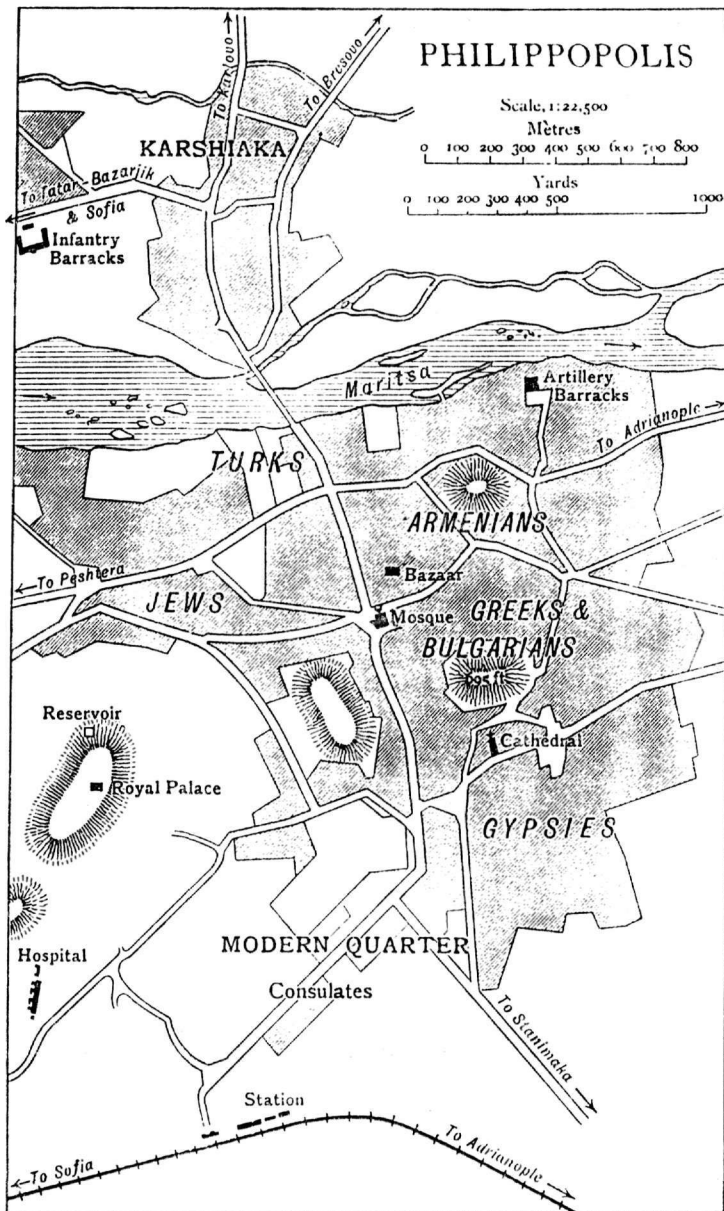 PHILIPPOPOLIS
Scale, 1:22,500
Mètres
0 100 200 300 400 500 600 700 800
Yards
0 100 200 300 400 500 1000
To Karlovo
To Bresovo
KARSHIAKA
To Tatar-Bazarjik
& Sofia
Infantry
Barracks
Maritsa
Artillery
Barracks
To Adrianople
TURKS
ARMENIANS
To Peshtera
Bazaar
JEWS
Mosque
GREEKS &
BULGARIANS
695 ft
Reservoir
Cathedral
Royal Palace
GYPSIES
MODERN QUARTER
Hospital
Consulates
To Stanimaka
Station
To Sofia
To Adrianople